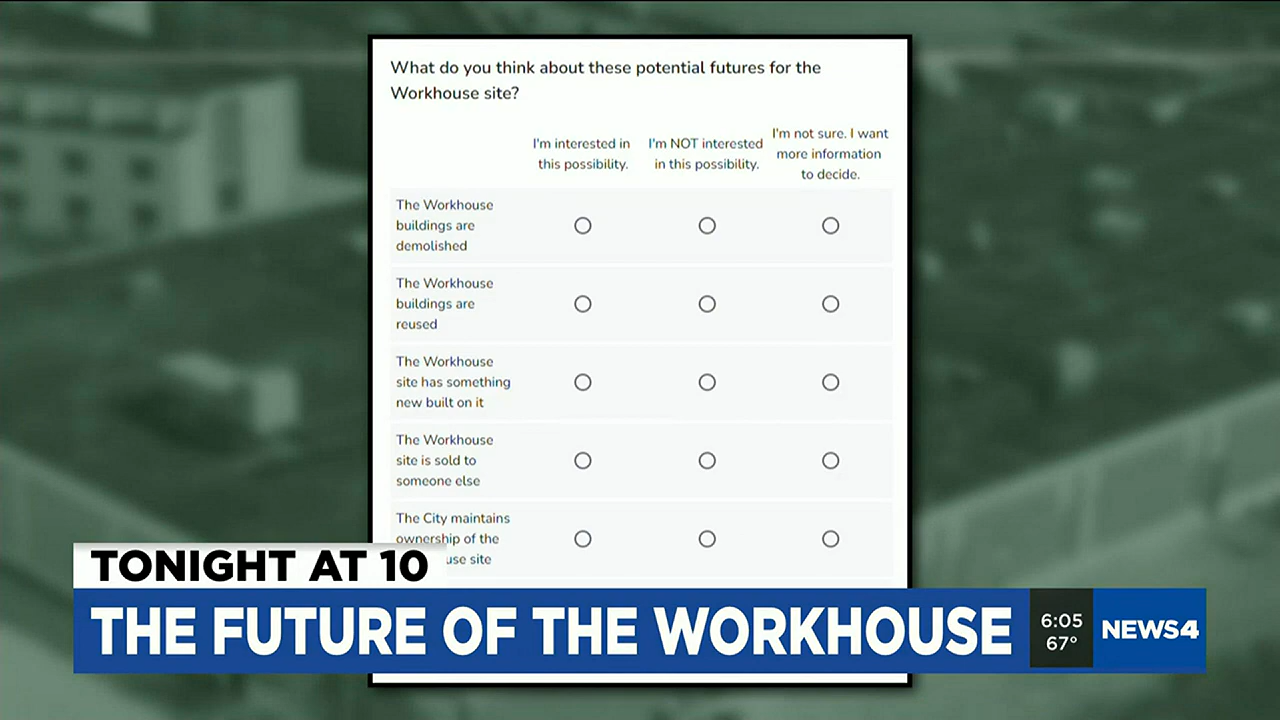 What do you think about these potential futures for the
Workhouse site?
I'm interested in
this possibility.
I'm NOT interested
in this possibility.
I'm not sure. I want
more information
to decide.
The Workhouse
buildings are
demolished
The Workhouse
buildings are
reused
The Workhouse
site has something
new built on it
The Workhouse
site is sold to
someone else
The City maintains
ownership of the
use site
TONIGHT AT 10
THE FUTURE OF THE WORKHOUSE
6:05
67°
NEWS4